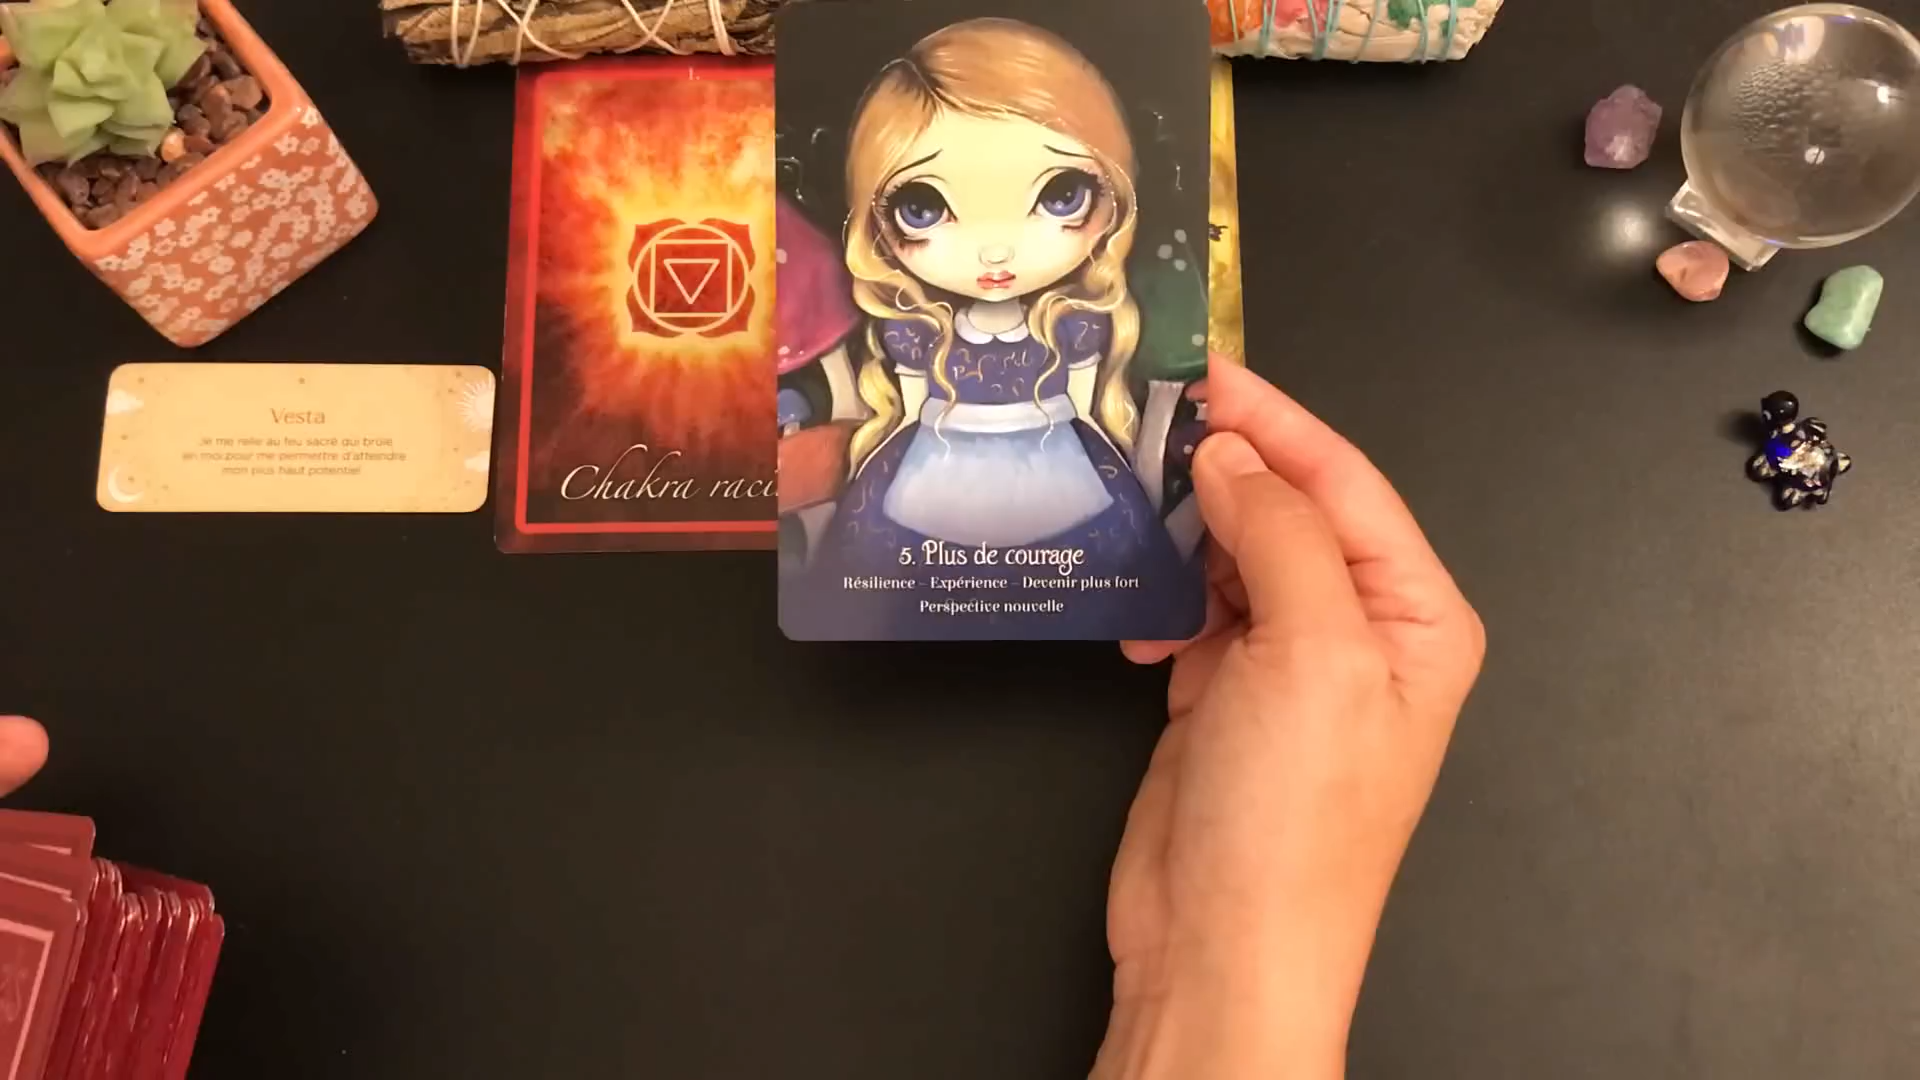 1.
Vesta
Je me relie au feu sacré qui brûle
en moi pour me permettre d'atteindre
mon plus haut potentiel
Chakra raci
5. Plus de courage
Résilience – Expérience – Devenir plus fort
Perspective nouvelle